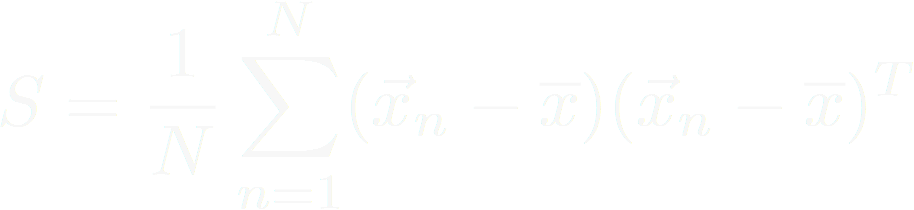 S = \frac{1}{N} \sum_{n=1}^{N} (\vec{x}_n - \overline{x})(\vec{x}_n - \overline{x})^T